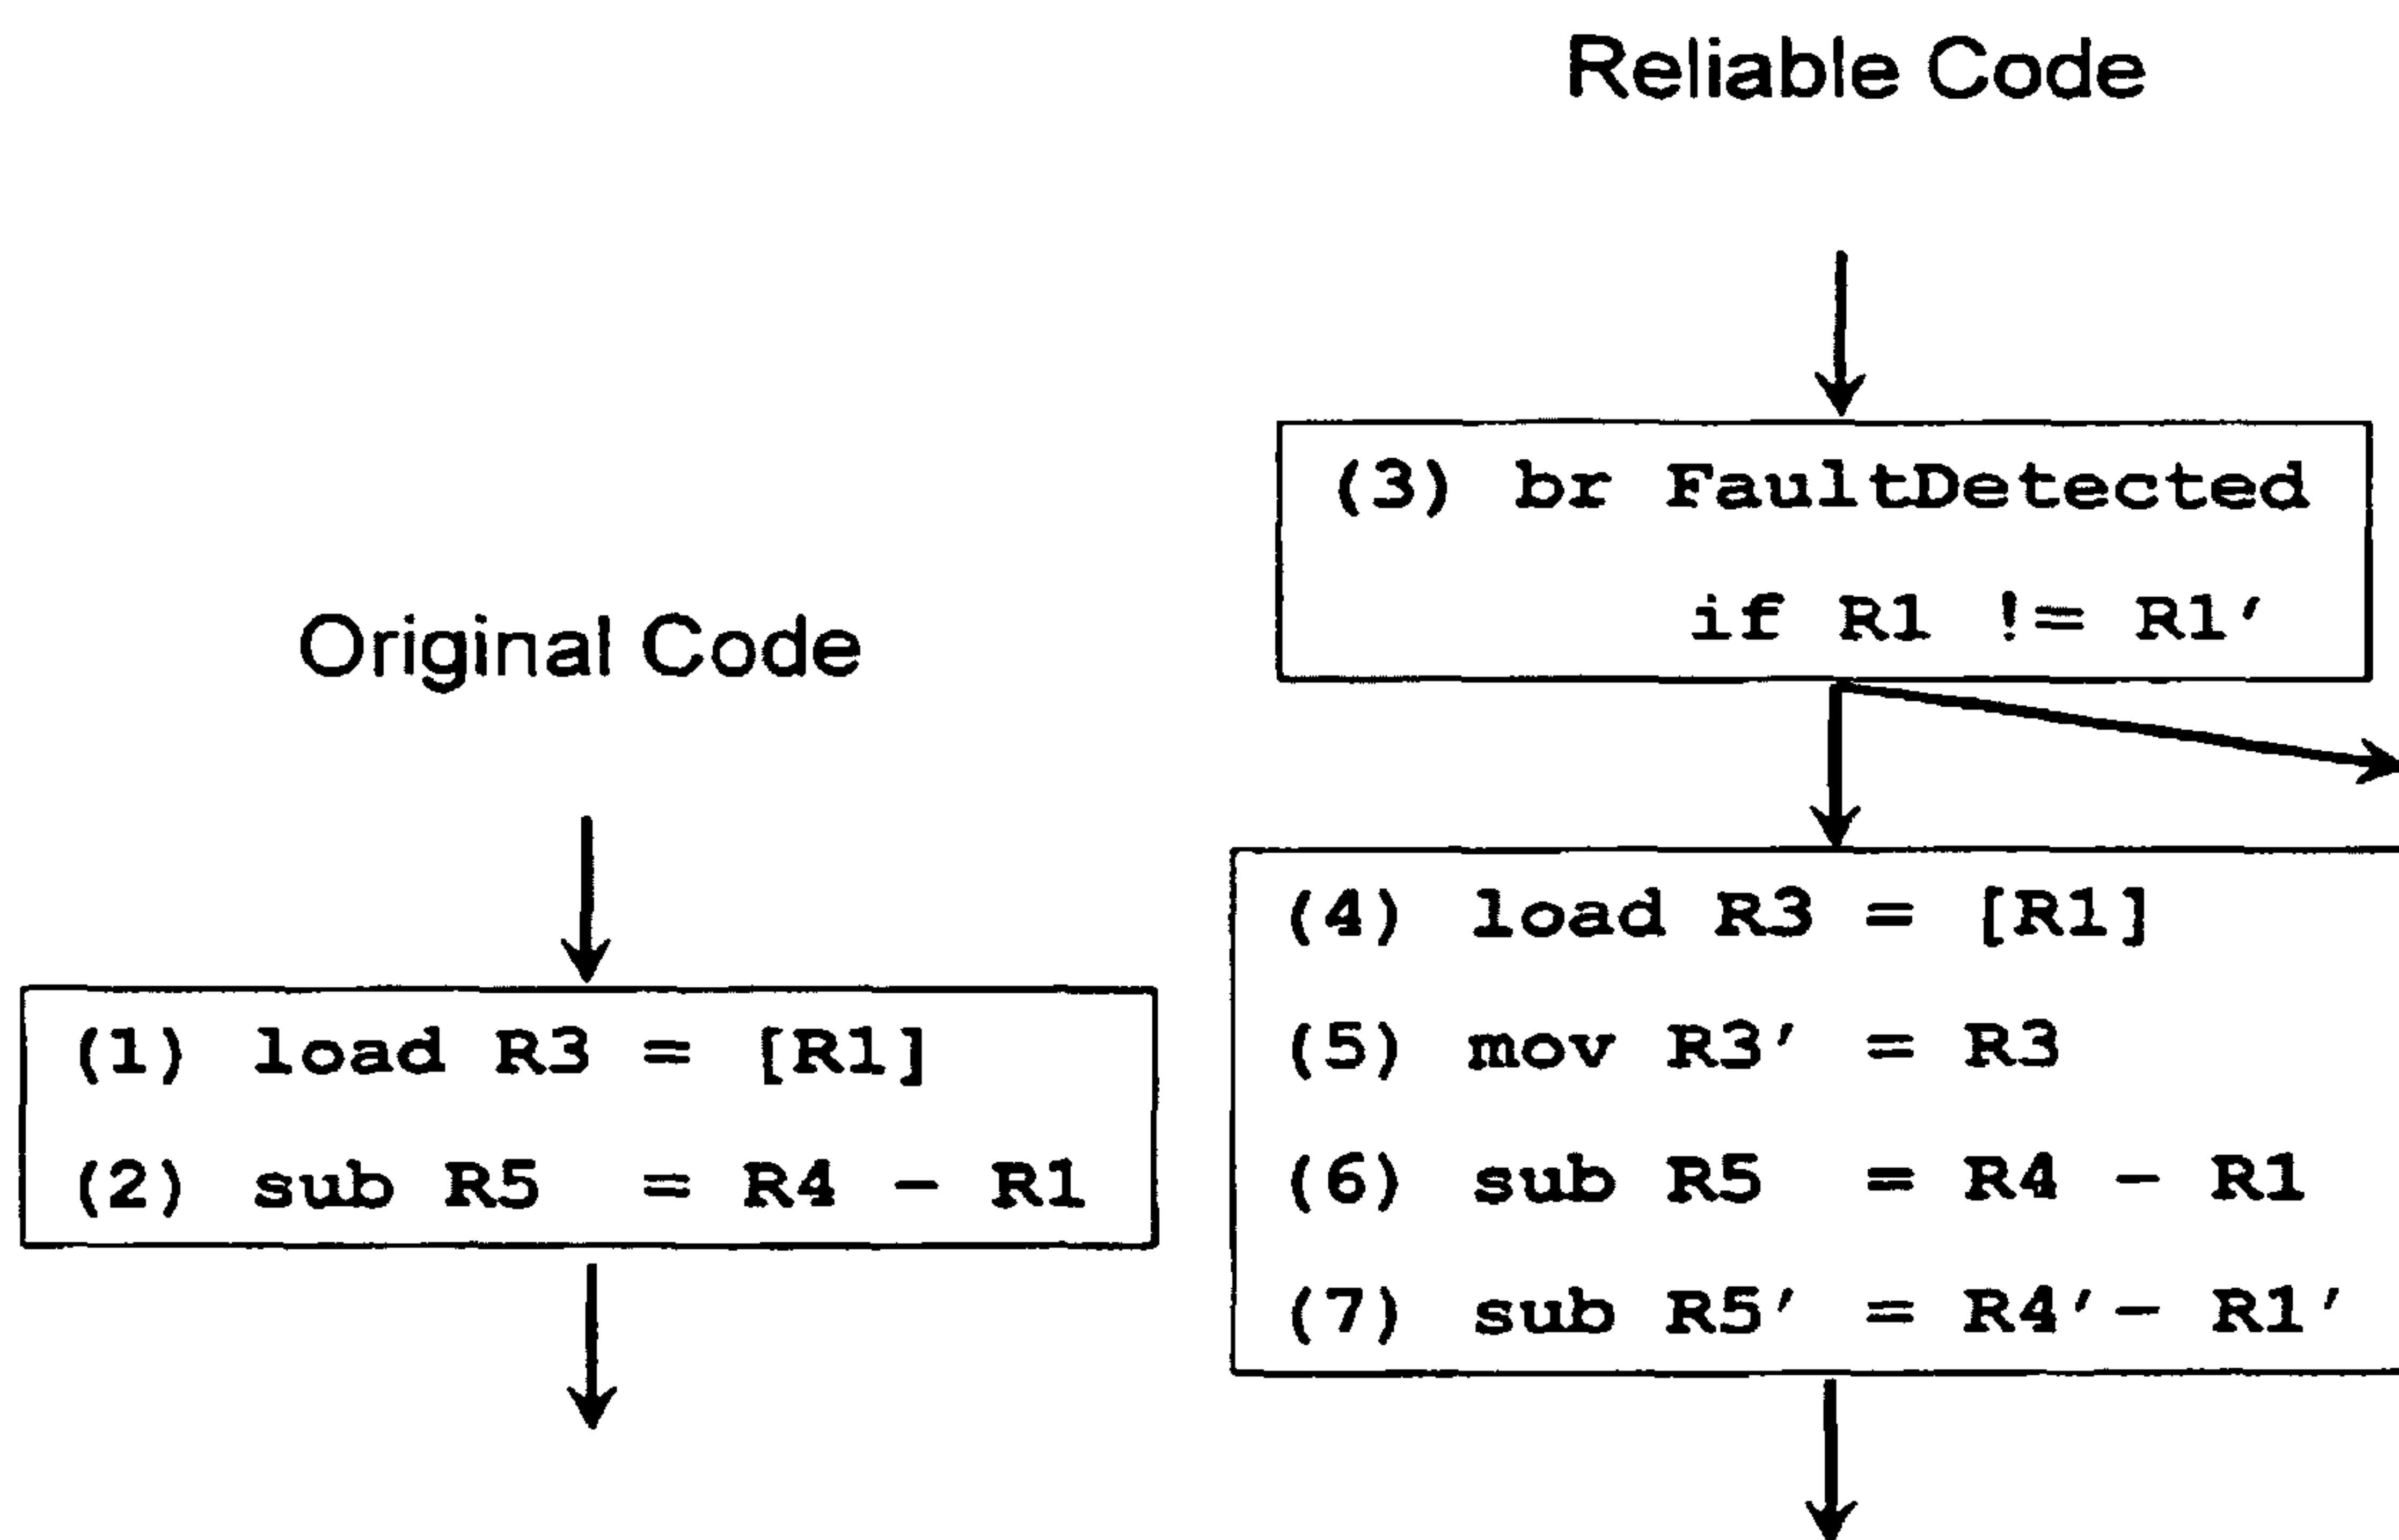 Original Code
(1) load R3 = [R1]
(2) sub R5 = R4 - R1
Reliable Code
(3) br FaultDetected
if R1 != R1'
(4) load R3 = [R1]
(5) mov R3' = R3
(6) sub R5 = R4 - R1
(7) sub R5' = R4'- R1'